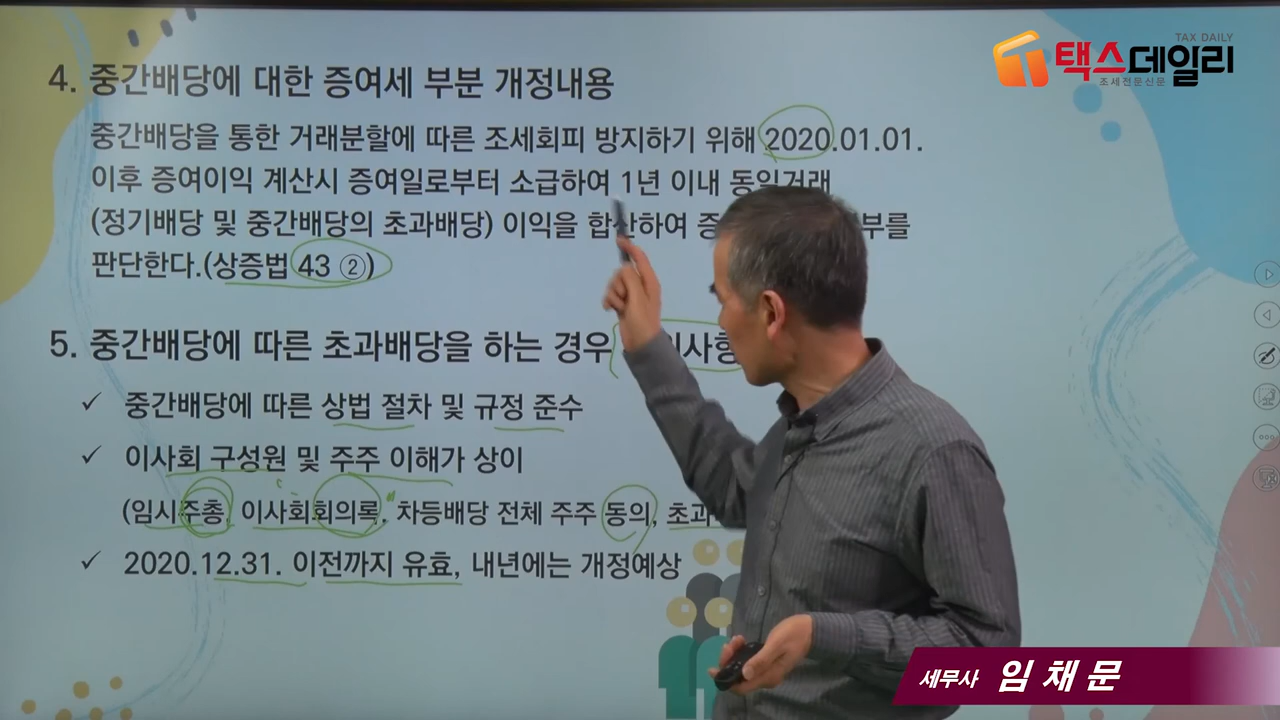 TAX DAILY
택스데일리
조세전문신문
4. 중간배당에 대한 증여세 부분 개정내용
중간배당을 통한 거래분할에 따른 조세회피 방지하기 위해 2020.01.01.
이후 증여이익 계산시 증여일로부터 소급하여 1년 이내 동일거래
(정기배당 및 중간배당의 초과배당) 이익을 합산하여 부를
판단한다.(상증법 43 ②)
5. 중간배당에 따른 초과배당을 하는 경우
✓ 중간배당에 따른 상법 절차 및 규정 준수
✓ 이사회 구성원 및 주주 이해가 상이
(임시주총, 이사회회의록, 차등배당 전체 주주 동의,
✓ 2020.12.31. 이전까지 유효, 내년에는 개정예상
세무사 임채문